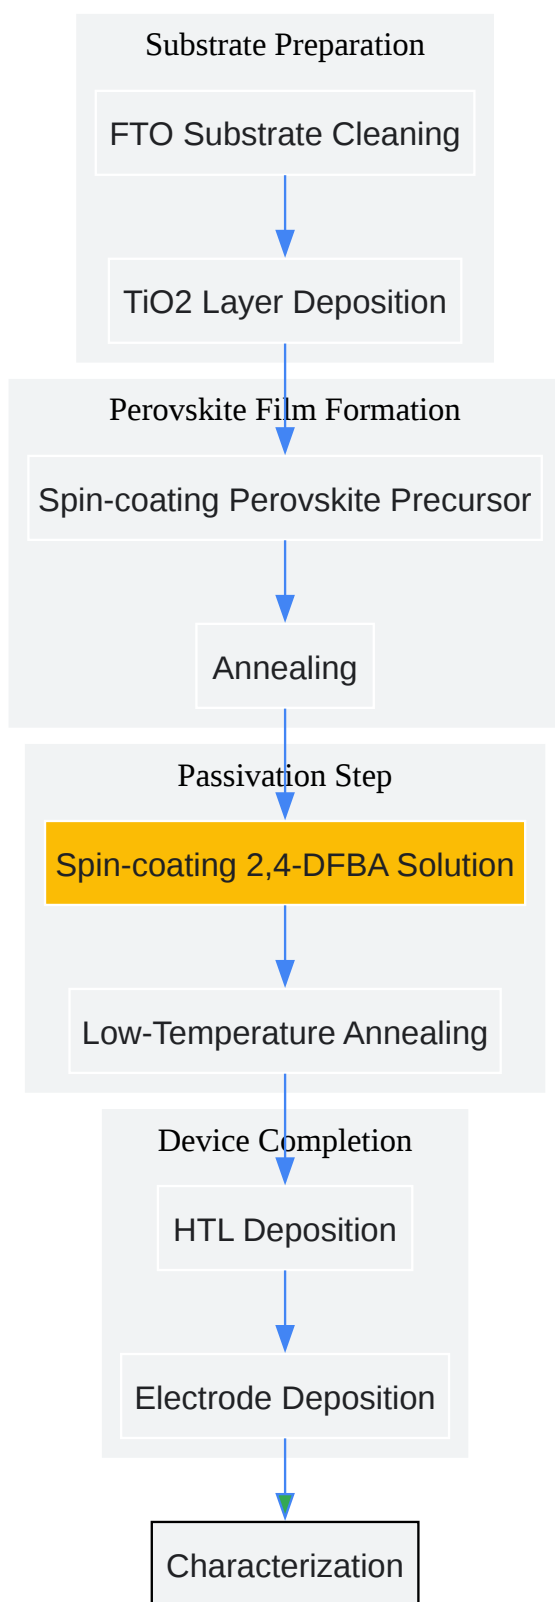 Substrate Preparation
FTO Substrate Cleaning
TiO2 Layer Deposition
Perovskite Film Formation
Spin-coating Perovskite Precursor
Annealing
Passivation Step
Spin-coating 2,4-DFBA Solution
Low-Temperature Annealing
Device Completion
HTL Deposition
Electrode Deposition
Characterization